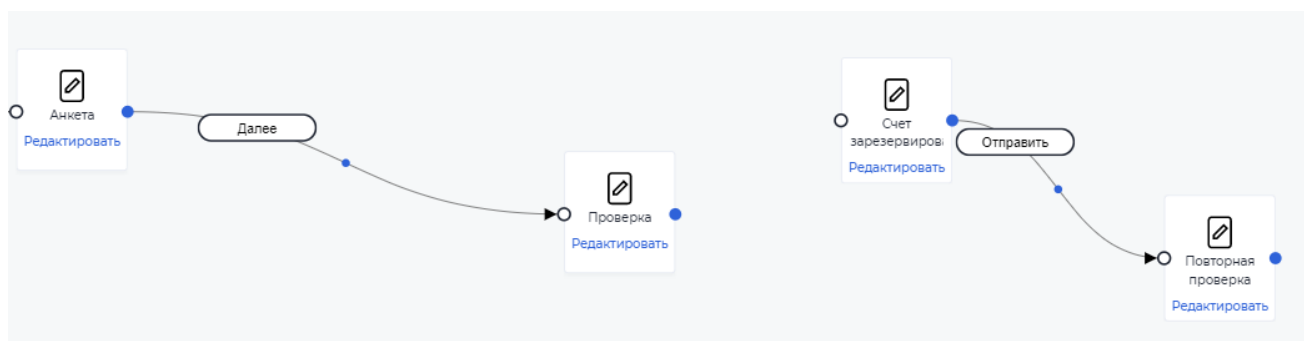 Анкета
Редактировать
Далее
Проверка
Редактировать
Счет
зарезервиров
Редактировать
Отправить
Повторная
проверка
Редактировать